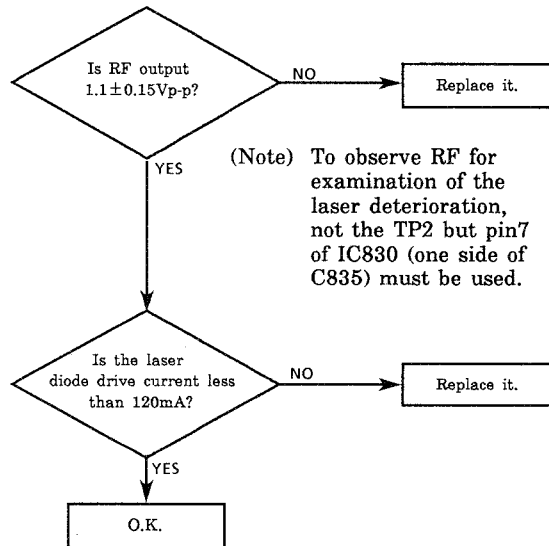 Is RF output
1.1±0.15Vp-p?
NO
Replace it.
YES
(Note) To observe RF for
examination of the
laser deterioration,
not the TP2 but pin7
of IC830 (one side of
C835) must be used.
Is the laser
diode drive current less
than 120mA?
NO
Replace it.
YES
O.K.